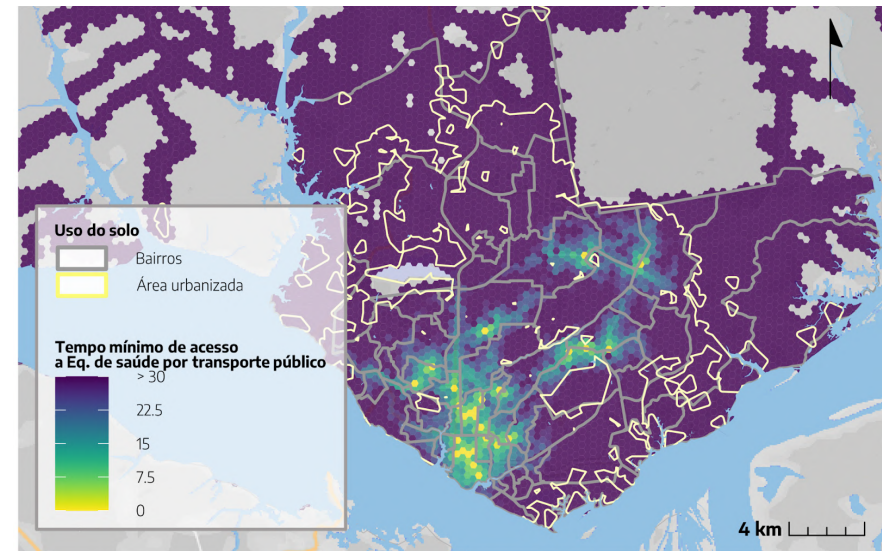 Uso do solo
Bairros
Área urbanizada
Tempo mínimo de acesso
a Eq. de saúde por transporte público
> 30
22.5
15
7.5
0
4 km